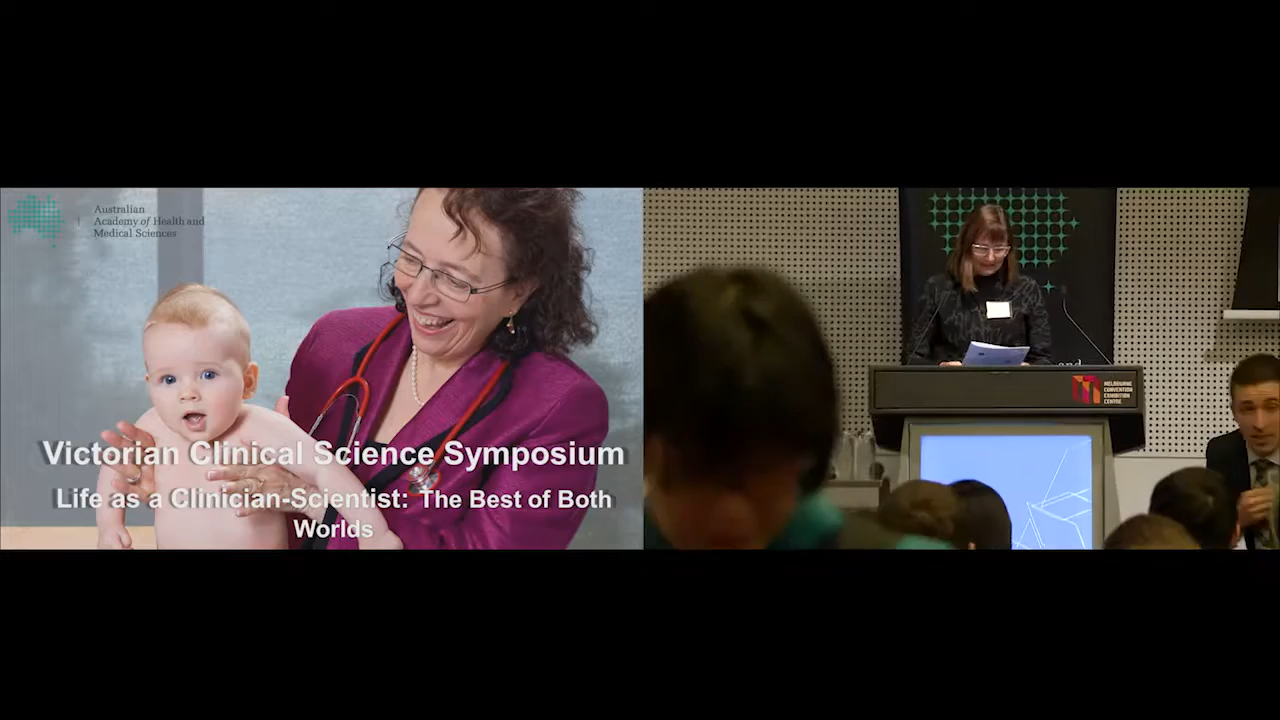 Australian
Academy of Health and
Medical Sciences
Victorian Clinical Science Symposium
Life as a Clinician-Scientist: The Best of Both
Worlds
and
MELBOURNE
CONVENTION
EXHIBITION
CENTRE